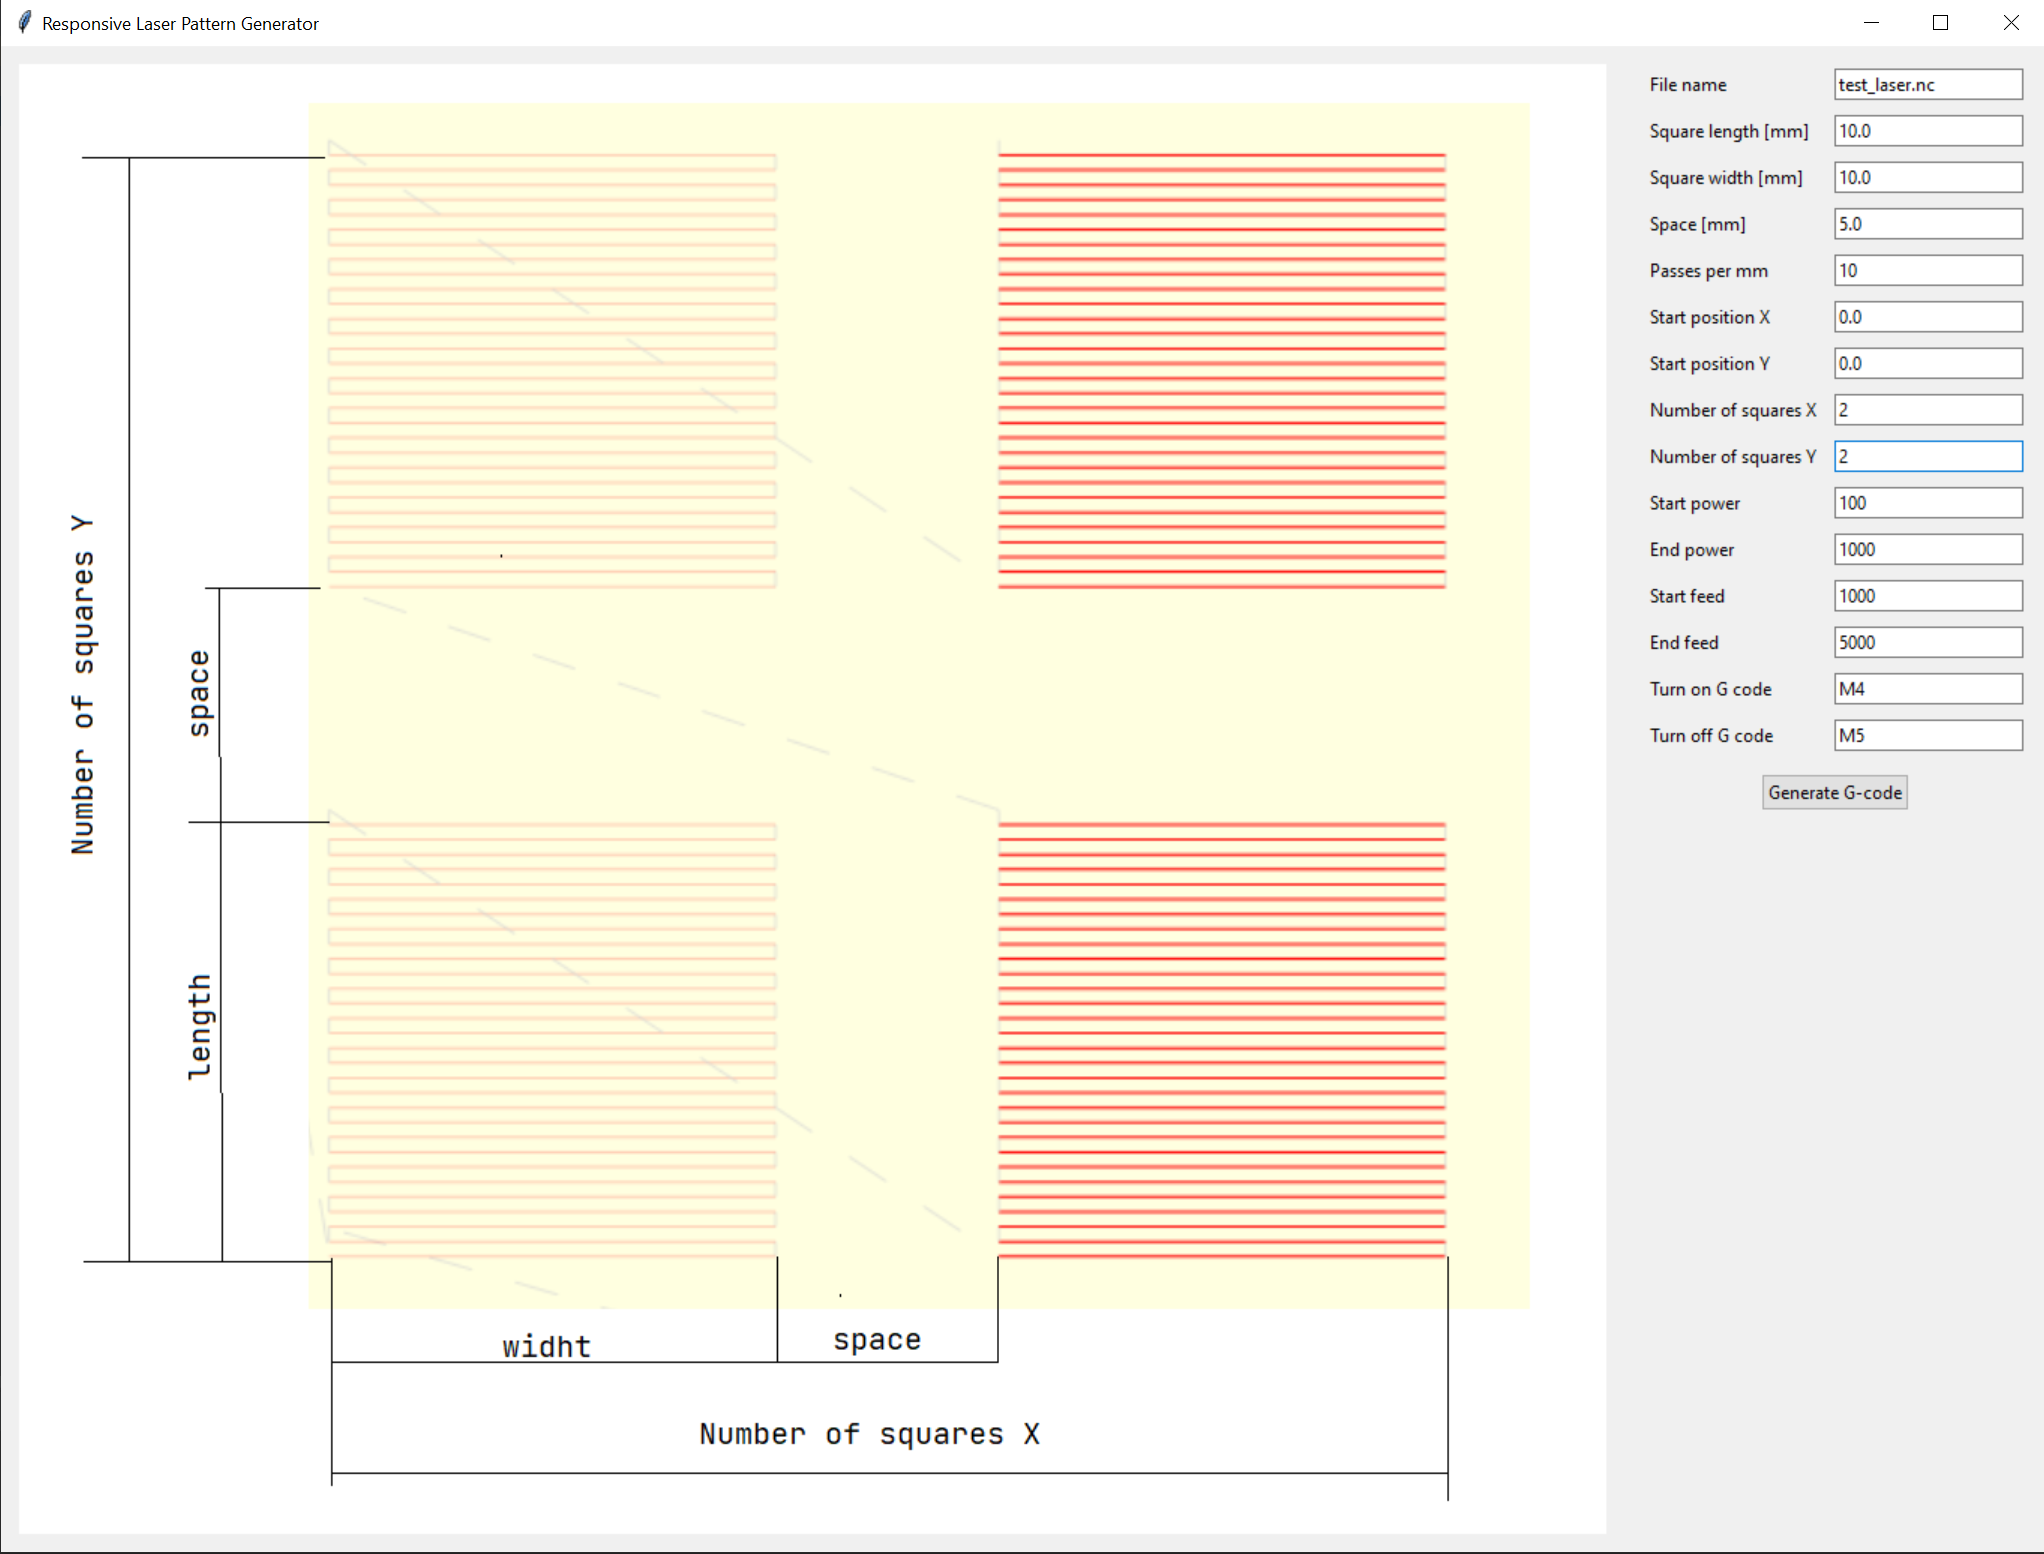 Responsive Laser Pattern Generator
Number of squares Y
space
length
widht
space
Number of squares X
File name test_laser.nc
Square length [mm] 10.0
Square width [mm] 10.0
Space [mm] 5.0
Passes per mm 10
Start position X 0.0
Start position Y 0.0
Number of squares X 2
Number of squares Y 2
Start power 100
End power 1000
Start feed 1000
End feed 5000
Turn on G code M4
Turn off G code M5
Generate G-code